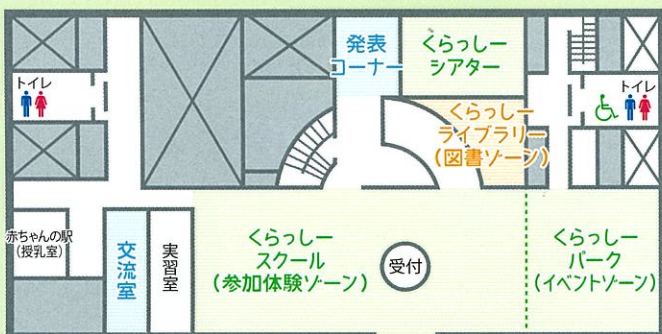 発表
コーナー
くらっしー
シアター
トイレ
トイレ
くらっしー
ライブラリー
(図書ゾーン)
赤ちゃんの駅
(授乳室)
交流室
実習室
くらっしー
スクール
(参加体験ゾーン)
受付
くらっしー
パーク
(イベントゾーン)